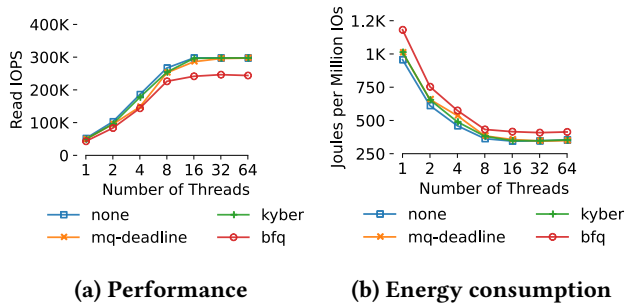 400K
300K
200K
100K
0
Read IOPS
1 2 4 8 16 32 64
Number of Threads
none
kyber
mq-deadline
bfq
(a) Performance
1.2K
1K
750
500
250
Joules per Million IOs
1 2 4 8 16 32 64
Number of Threads
none
kyber
mq-deadline
bfq
(b) Energy consumption